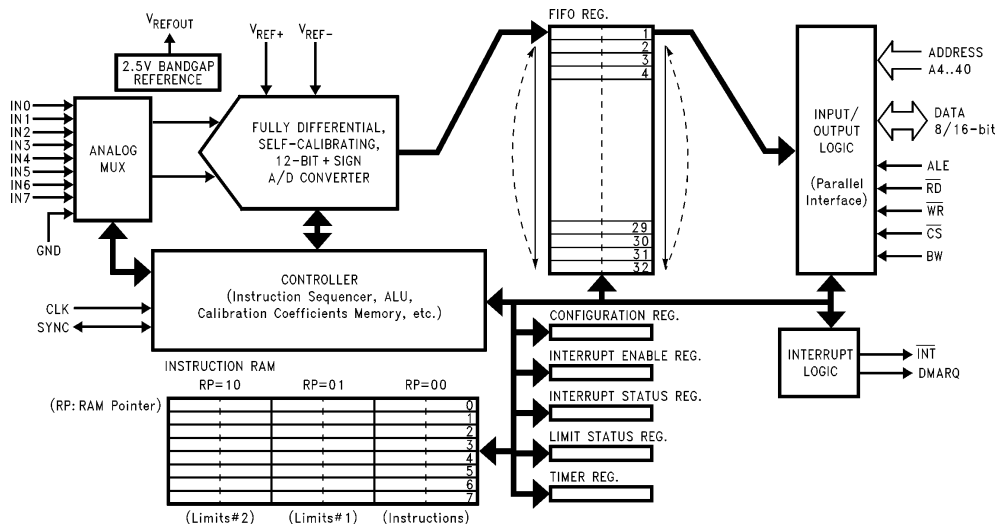 VREFOUT
2.5V BANDGAP
REFERENCE
VREF+
VREF-
IN0
IN1
IN2
IN3
IN4
IN5
IN6
IN7
GND
ANALOG
MUX
FULLY DIFFERENTIAL,
SELF-CALIBRATING,
12-BIT + SIGN
A/D CONVERTER
FIFO REG.
1
2
3
4
29
30
31
32
INPUT/
OUTPUT
LOGIC
(Parallel
Interface)
ADDRESS
A4..40
DATA
8/16-bit
ALE
RD
WR
CS
BW
CONTROLLER
(Instruction Sequencer, ALU,
Calibration Coefficients Memory, etc.)
CLK
SYNC
INTERRUPT
LOGIC
INT
DMARQ
CONFIGURATION REG.
INTERRUPT ENABLE REG.
INTERRUPT STATUS REG.
LIMIT STATUS REG.
TIMER REG.
INSTRUCTION RAM
RP=10 RP=01 RP=00
(RP: RAM Pointer)
0
1
2
3
4
5
6
7
(Limits#2) (Limits#1) (Instructions)